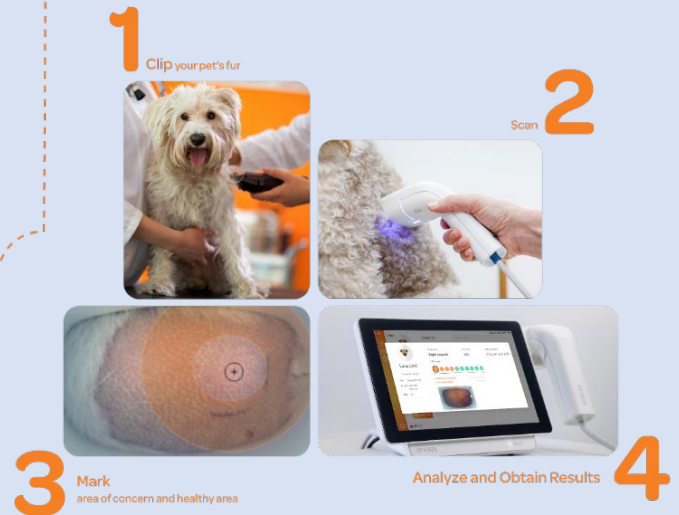 1
Clip your pet's fur
2
Scan
3
Mark
area of concern and healthy area
Analyze and Obtain Results
4